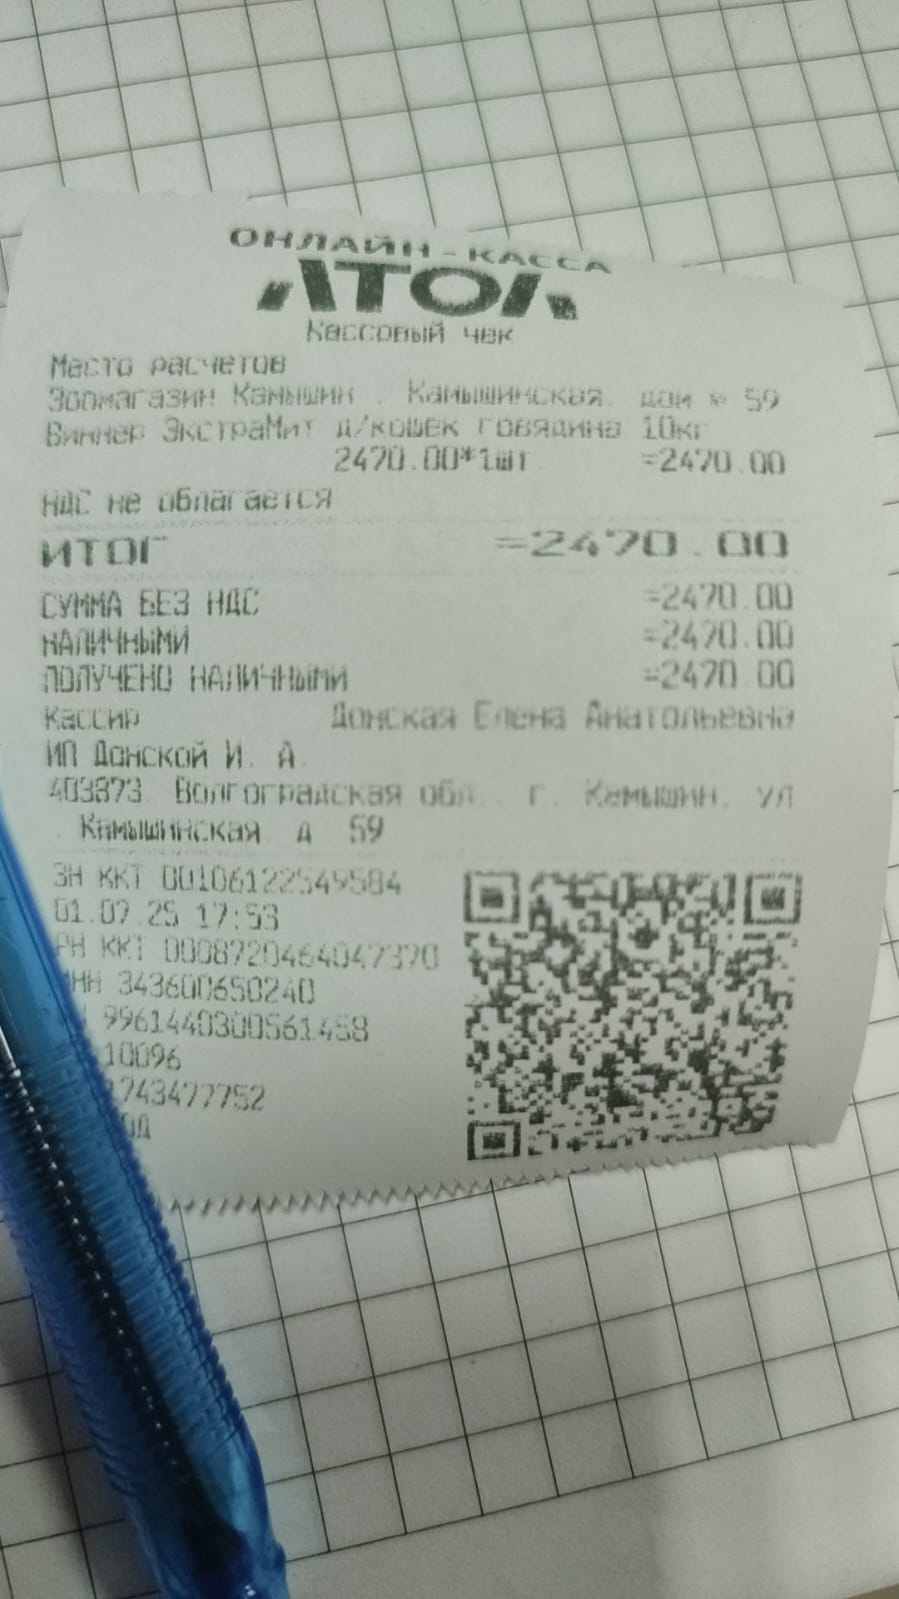 ОНЛАЙН-КАССА
АТОЛ
Кассовый чек
Место расчетов
Зоомагазин Камышин , Камышинская, дом № 59
Виннер ЭкстраМит д/кошек говядина 10кг
2470.00*1шт =2470.00
НДС не облагается
ИТОГ =2470.00
СУММА БЕЗ НДС =2470.00
НАЛИЧНЫМИ =2470.00
ПОЛУЧЕНО НАЛИЧНЫМИ =2470.00
Кассир Донская Елена Анатольевна
ИП Донской И. А.
403873, Волгоградская обл., г. Камышин, ул
. Камышинская, д 59
ЗН ККТ 00106122549584
01.07.25 17:53
РН ККТ 0008720464047370
ИНН 343600650240
9961440300561458
10096
1743477752